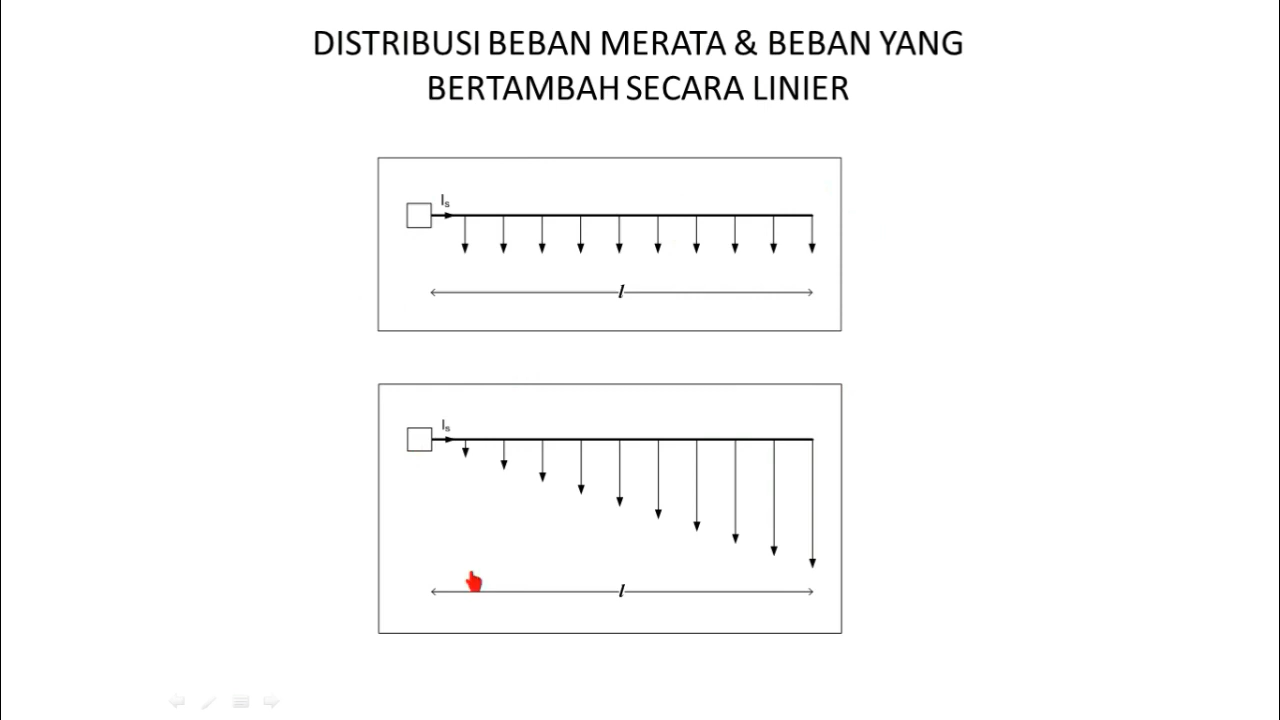 DISTRIBUSI BEBAN MERATA & BEBAN YANG
BERTAMBAH SECARA LINIER
Is
l
Is
l